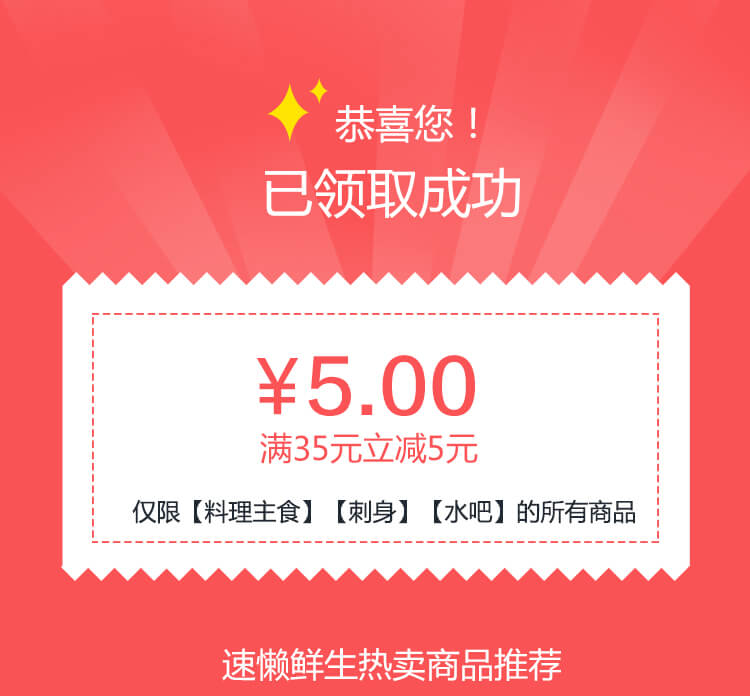 恭喜您！
已领取成功
¥5.00
满35元立减5元
仅限【料理主食】【刺身】【水吧】的所有商品
速懒鲜生热卖商品推荐